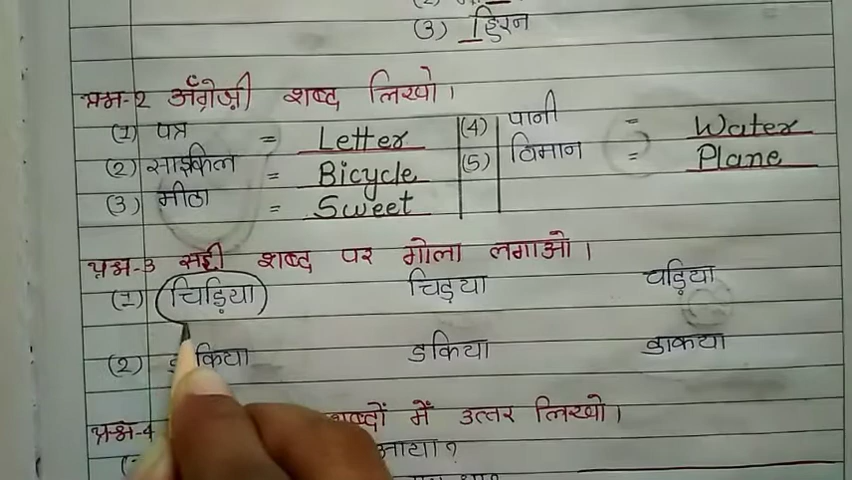 (3) _हिरन
प्रश्न-2 अँग्रेज़ी शब्द लिखो।
(1) पत्र = Letter (4) पानी = Water
(2) साइकिल = Bicycle (5) विमान = Plane
(3) मीठा = Sweet
प्रश्न-3 सही शब्द पर गोला लगाओ।
(1) चिड़िया चिड़या चड़िया
(2) डकिया डाकया
प्रश्न-4 शब्दों में उत्तर लिखो।
आया?